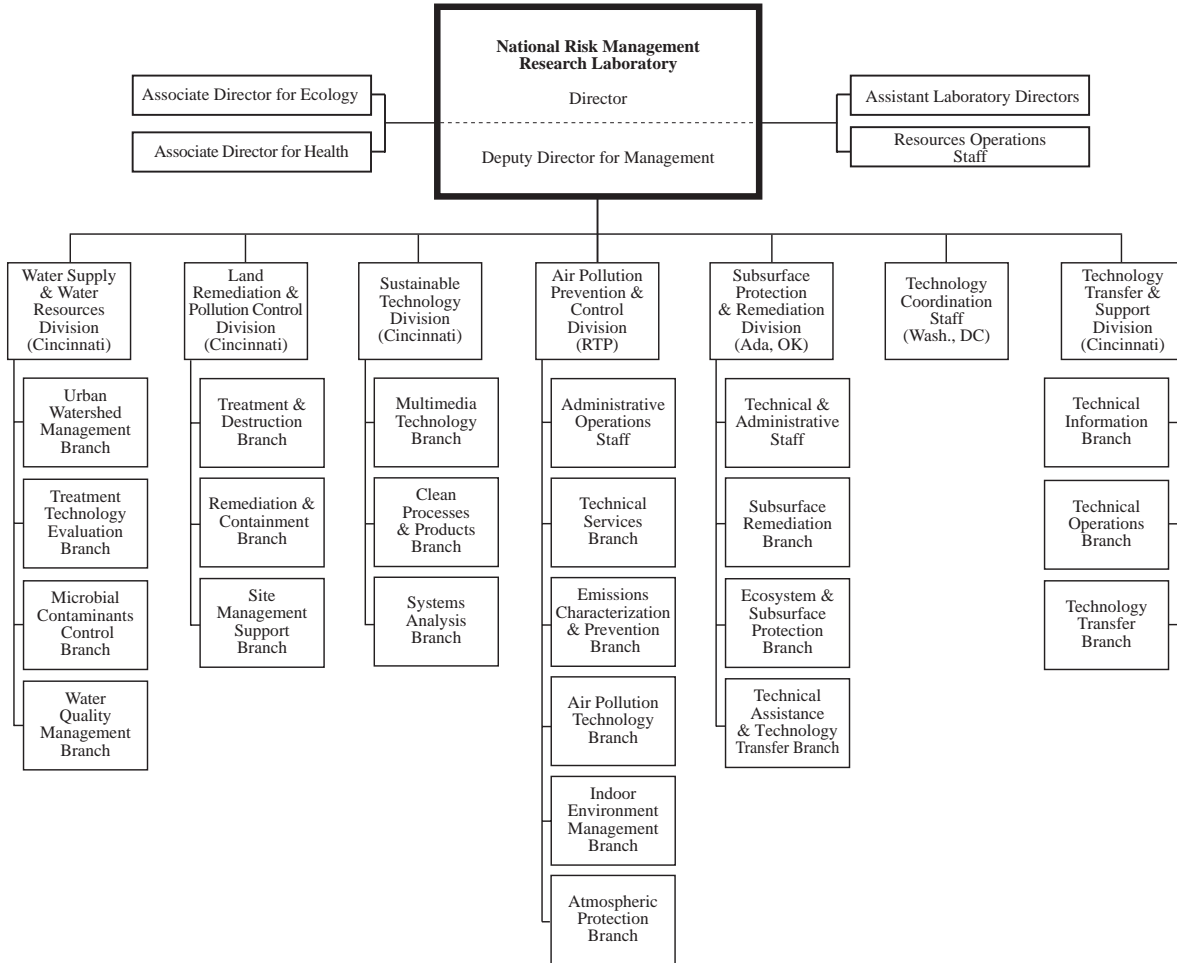 National Risk Management
Research Laboratory
Director
Deputy Director for Management
Associate Director for Ecology
Associate Director for Health
Assistant Laboratory Directors
Resources Operations
Staff
Water Supply
& Water
Resources
Division
(Cincinnati)
Urban
Watershed
Management
Branch
Treatment
Technology
Evaluation
Branch
Microbial
Contaminants
Control
Branch
Water
Quality
Management
Branch
Land
Remediation &
Pollution Control
Division
(Cincinnati)
Treatment &
Destruction
Branch
Remediation &
Containment
Branch
Site
Management
Support
Branch
Sustainable
Technology
Division
(Cincinnati)
Multimedia
Technology
Branch
Clean
Processes
& Products
Branch
Systems
Analysis
Branch
Air Pollution
Prevention &
Control
Division
(RTP)
Administrative
Operations
Staff
Technical
Services
Branch
Emissions
Characterization
& Prevention
Branch
Air Pollution
Technology
Branch
Indoor
Environment
Management
Branch
Atmospheric
Protection
Branch
Subsurface
Protection
& Remediation
Division
(Ada, OK)
Technical &
Administrative
Staff
Subsurface
Remediation
Branch
Ecosystem &
Subsurface
Protection
Branch
Technical
Assistance
& Technology
Transfer Branch
Technology
Coordination
Staff
(Wash., DC)
Technology
Transfer &
Support
Division
(Cincinnati)
Technical
Information
Branch
Technical
Operations
Branch
Technology
Transfer
Branch